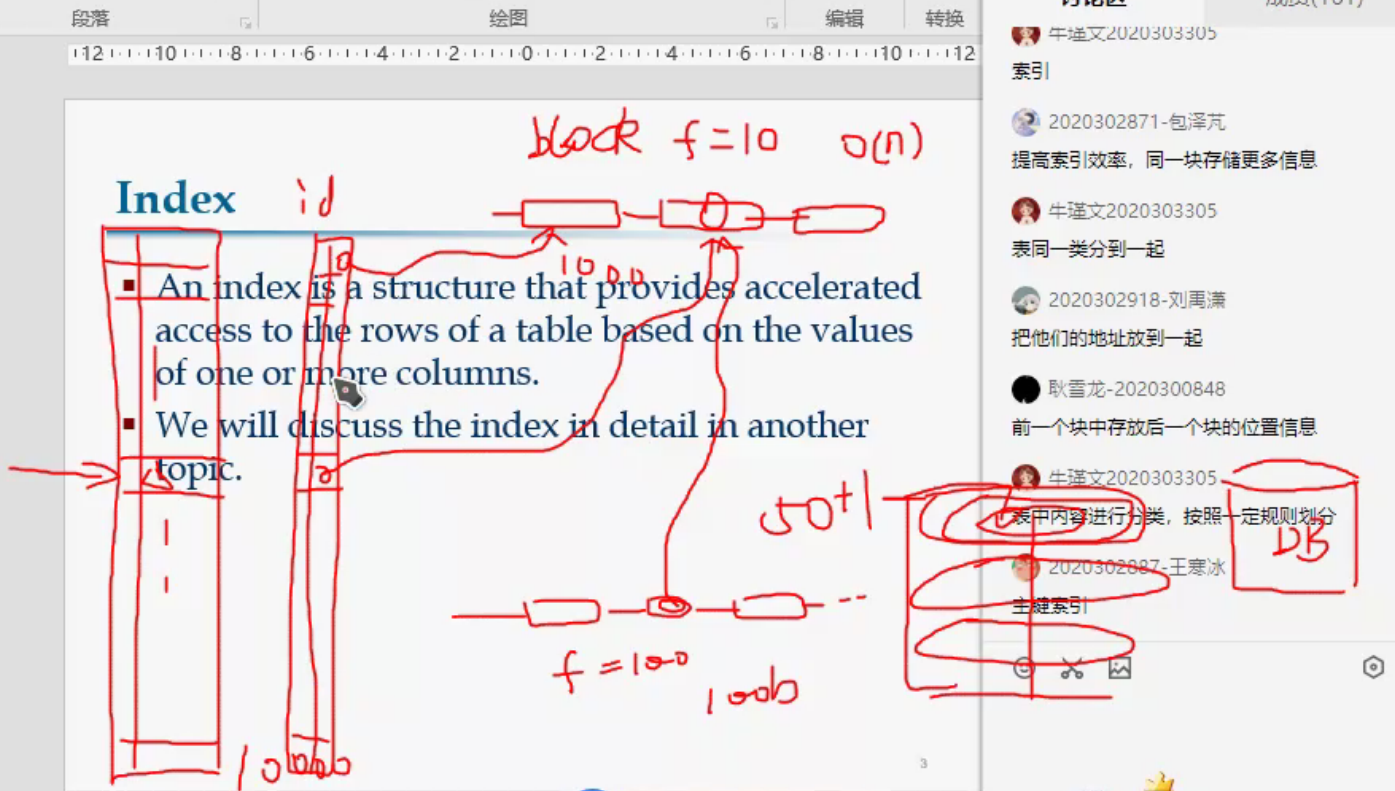 段落
绘图
编辑
转换
12 10 8 6 4 2 0 2 4 6 8 10 12
block f=10 o(n)
Index
id
1000
An index is a structure that provides accelerated
access to the rows of a table based on the values
of one or more columns.
We will discuss the index in detail in another
topic.
50+1
f=100
100b
10000
3
牛瑾文2020303305
索引
2020302871-包泽芃
提高索引效率，同一块存储更多信息
牛瑾文2020303305
表同一类分到一起
2020302918-刘禹潇
把他们的地址放到一起
耿雪龙-2020300848
前一个块中存放后一个块的位置信息
牛瑾文2020303305
表中内容进行分类，按照一定规则划分
DB
2020302887-王寒冰
主键索引